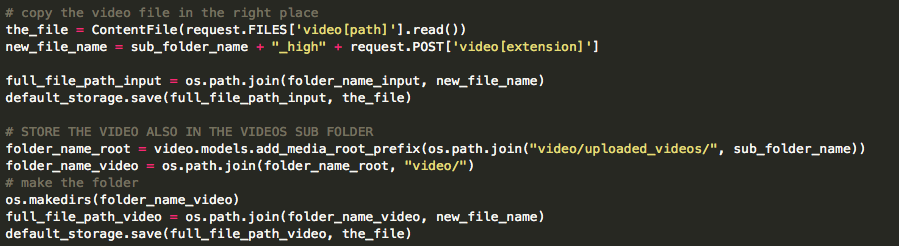 # copy the video file in the right place
the_file = ContentFile(request.FILES['video[path]'].read())
new_file_name = sub_folder_name + "_high" + request.POST['video[extension]']
full_file_path_input = os.path.join(folder_name_input, new_file_name)
default_storage.save(full_file_path_input, the_file)
# STORE THE VIDEO ALSO IN THE VIDEOS SUB FOLDER
folder_name_root = video.models.add_media_root_prefix(os.path.join("video/uploaded_videos/", sub_folder_name))
folder_name_video = os.path.join(folder_name_root, "video/")
# make the folder
os.makedirs(folder_name_video)
full_file_path_video = os.path.join(folder_name_video, new_file_name)
default_storage.save(full_file_path_video, the_file)